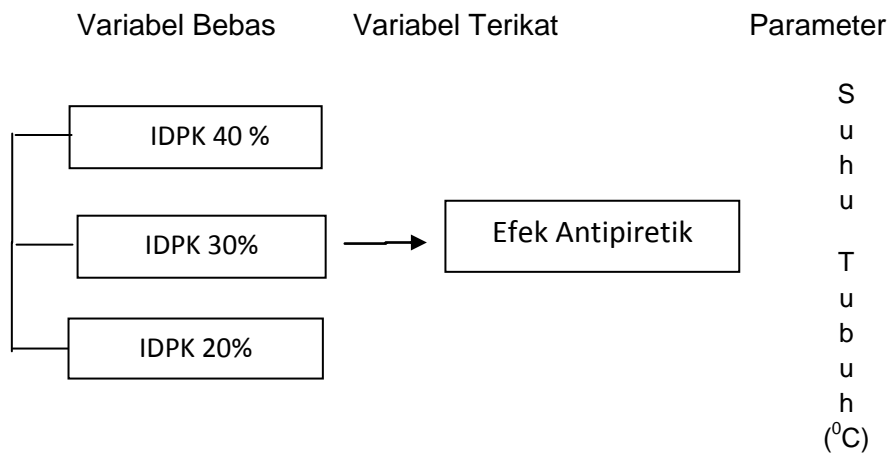 Variabel Bebas Variabel Terikat Parameter
IDPK 40 %
IDPK 30%
IDPK 20%
Efek Antipiretik
S
u
h
u
T
u
b
u
h
(⁰C)